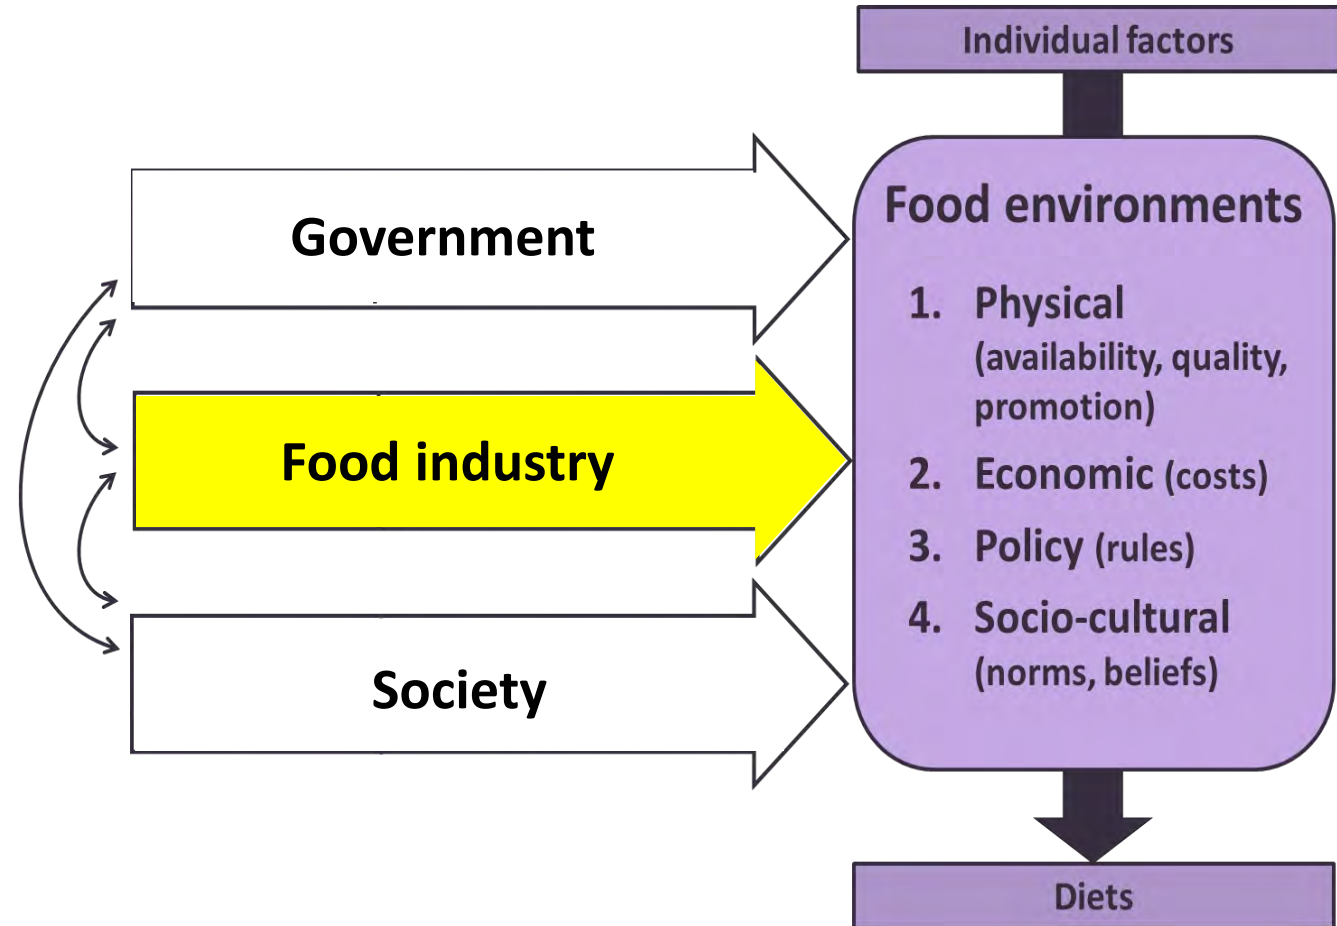 Individual factors
Government
Food industry
Society
Food environments
1. Physical
(availability, quality,
promotion)
2. Economic (costs)
3. Policy (rules)
4. Socio-cultural
(norms, beliefs)
Diets